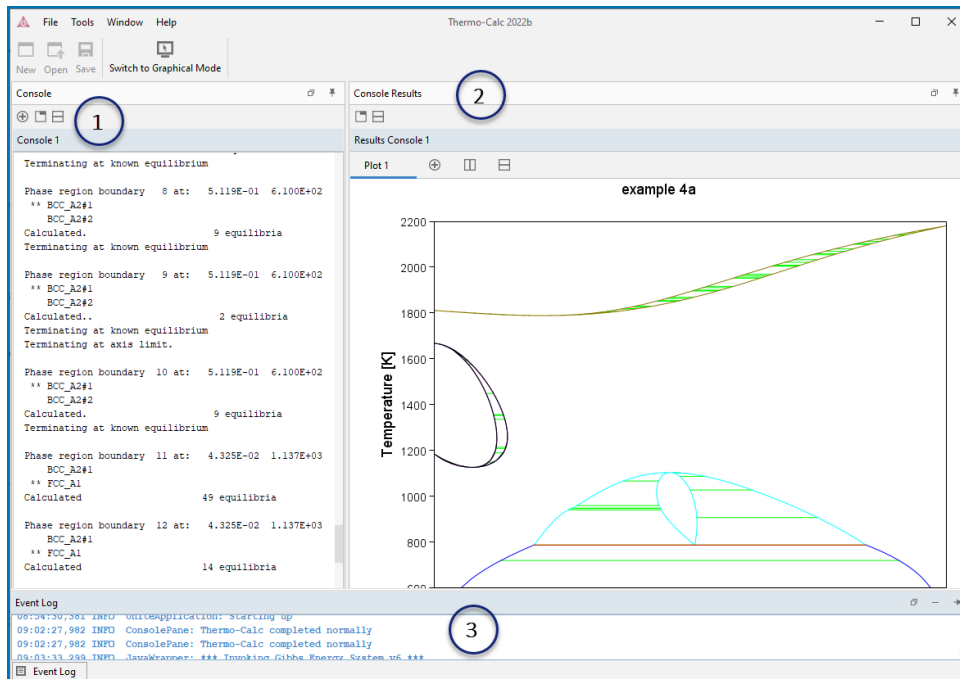 File Tools Window Help Thermo-Calc 2022b
New Open Save Switch to Graphical Mode
Console
1
Console 1
Terminating at known equilibrium
Phase region boundary 8 at: 5.119E-01 6.100E+02
** BCC_A2#1
BCC_A2#2
Calculated. 9 equilibria
Terminating at known equilibrium
Phase region boundary 9 at: 5.119E-01 6.100E+02
** BCC_A2#1
BCC_A2#2
Calculated.. 2 equilibria
Terminating at known equilibrium
Terminating at axis limit.
Phase region boundary 10 at: 5.119E-01 6.100E+02
** BCC_A2#1
BCC_A2#2
Calculated. 9 equilibria
Terminating at known equilibrium
Phase region boundary 11 at: 4.325E-02 1.137E+03
BCC_A2#1
** FCC_A1
Calculated 49 equilibria
Phase region boundary 12 at: 4.325E-02 1.137E+03
BCC_A2#1
** FCC_A1
Calculated 14 equilibria
Console Results
2
Results Console 1
Plot 1
example 4a
2200
2000
1800
1600
1400
1200
1000
800
600
Temperature [K]
Event Log
08:54:30,381 INFO UniteApplication: Starting up
09:02:27,982 INFO ConsolePane: Thermo-Calc completed normally
09:02:27,982 INFO ConsolePane: Thermo-Calc completed normally
09:03:33,299 INFO JavaWrapper: *** Invoking Gibbs Energy System v6 ***
3
Event Log